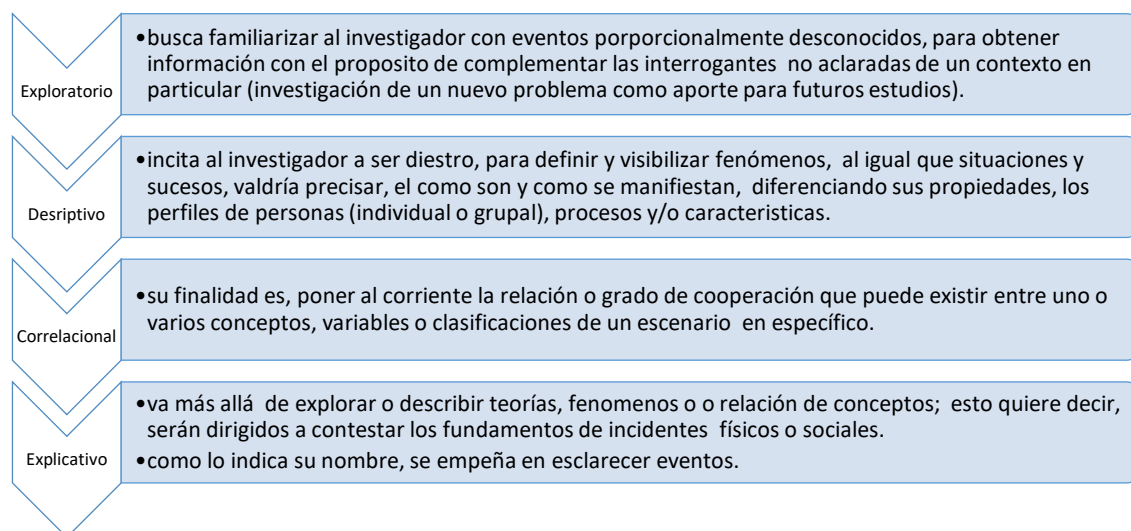 Exploratorio
•busca familiarizar al investigador con eventos porporcionalmente desconocidos, para obtener
información con el proposito de complementar las interrogantes no aclaradas de un contexto en
particular (investigación de un nuevo problema como aporte para futuros estudios).
Desriptivo
•incita al investigador a ser diestro, para definir y visibilizar fenómenos, al igual que situaciones y
sucesos, valdría precisar, el como son y como se manifiestan, diferenciando sus propiedades, los
perfiles de personas (individual o grupal), procesos y/o caracteristicas.
Correlacional
•su finalidad es, poner al corriente la relación o grado de cooperación que puede existir entre uno o
varios conceptos, variables o clasificaciones de un escenario en específico.
Explicativo
•va más allá de explorar o describir teorías, fenomenos o o relación de conceptos; esto quiere decir,
serán dirigidos a contestar los fundamentos de incidentes físicos o sociales.
•como lo indica su nombre, se empeña en esclarecer eventos.